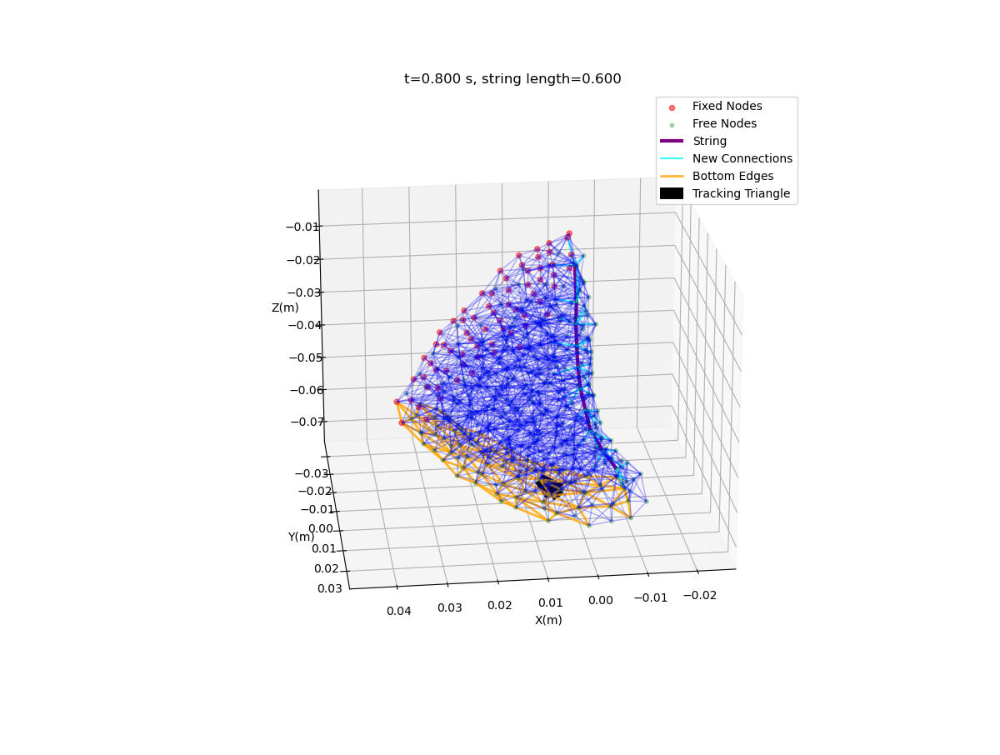 t=0.800 s, string length=0.600
Fixed Nodes
Free Nodes
String
New Connections
Bottom Edges
Tracking Triangle
−0.01
−0.02
−0.03
Z(m)
−0.04
−0.05
−0.06
−0.07
−0.03
−0.02
−0.01
0.00
Y(m)
0.01
0.02
0.03
0.04
0.03
0.02
0.01
0.00
−0.01
−0.02
X(m)